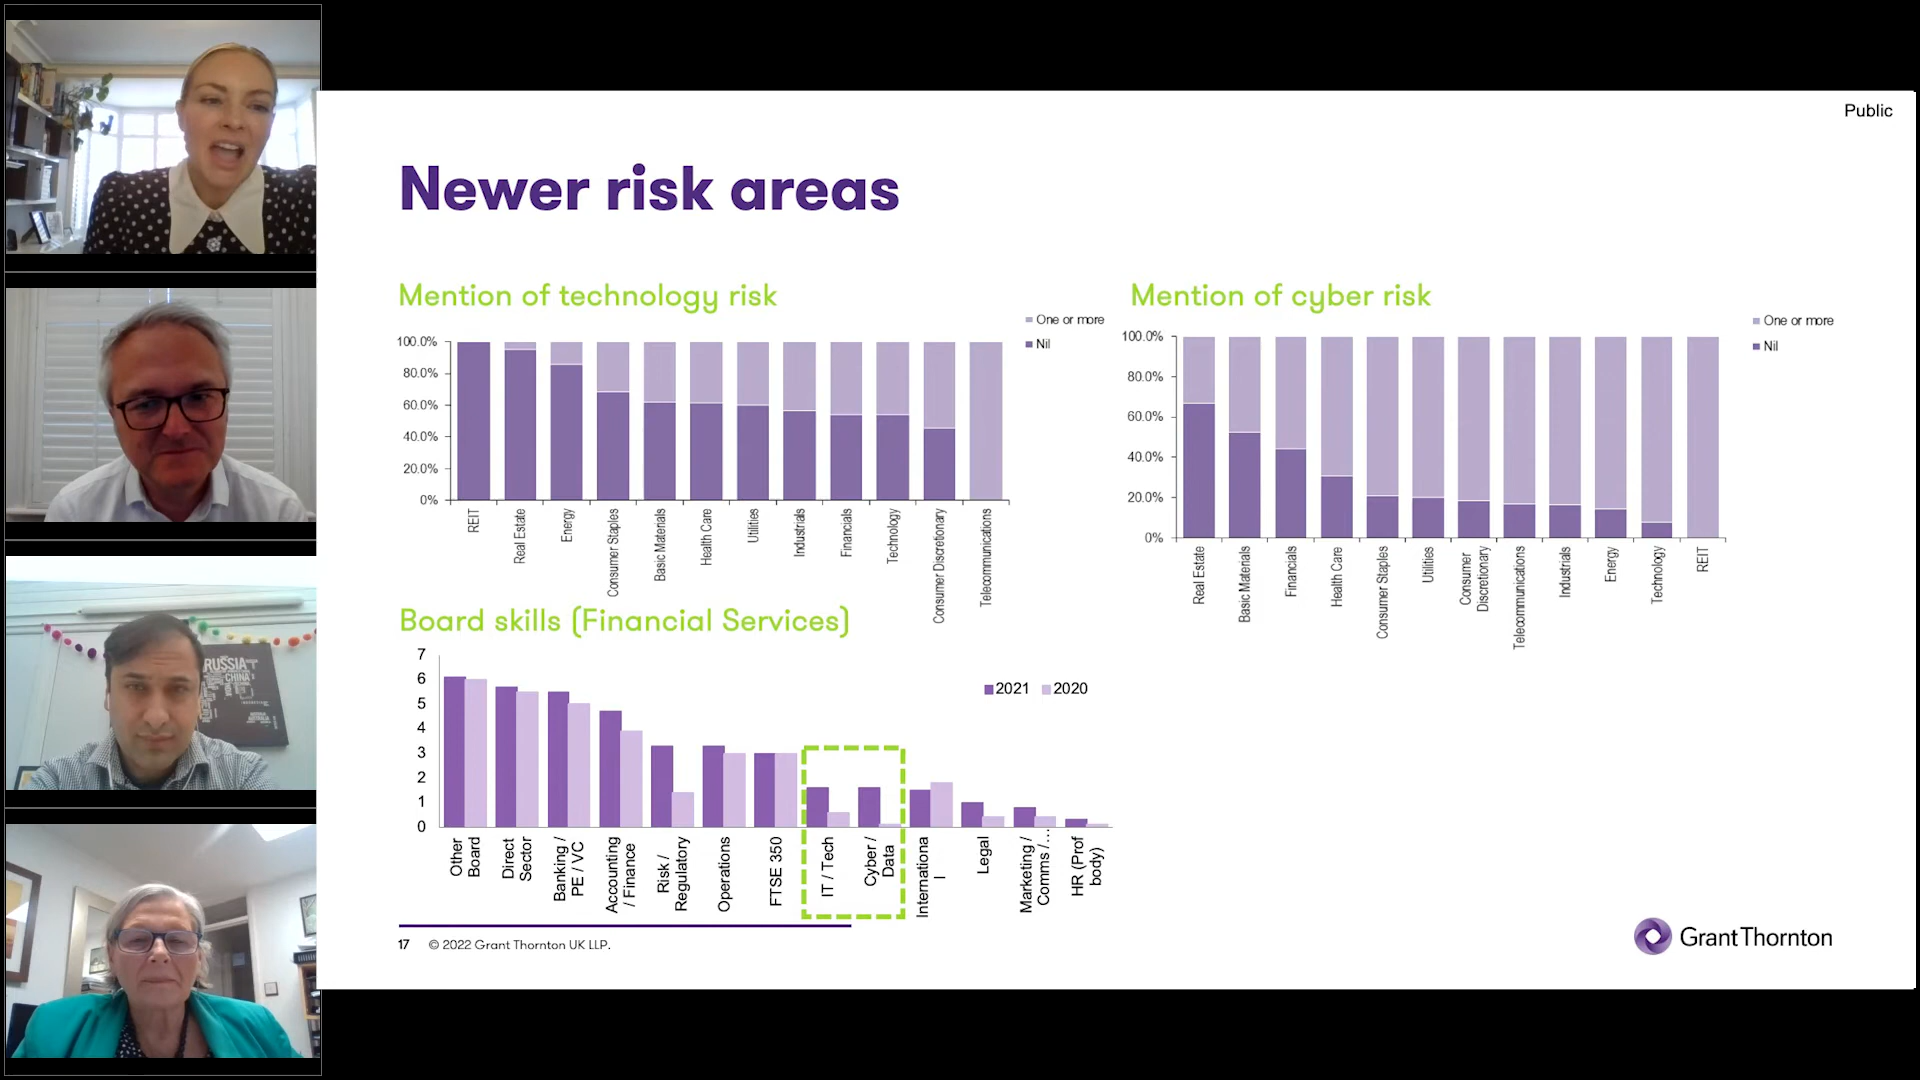 Public
Newer risk areas
Mention of technology risk
One or more
Nil
100.0%
80.0%
60.0%
40.0%
20.0%
0%
REIT
Real Estate
Energy
Consumer Staples
Basic Materials
Health Care
Utilities
Industrials
Financials
Technology
Consumer Discretionary
Telecommunications
Mention of cyber risk
One or more
Nil
100.0%
80.0%
60.0%
40.0%
20.0%
0%
Real Estate
Basic Materials
Financials
Health Care
Consumer Staples
Utilities
Consumer
Discretionary
Telecommunications
Industrials
Energy
Technology
REIT
Board skills (Financial Services)
7
6
5
4
3
2
1
0
2021
2020
Other
Board
Direct
Sector
Banking /
PE / VC
Accounting
/ Finance
Risk /
Regulatory
Operations
FTSE 350
IT / Tech
Cyber /
Data
Internationa
l
Legal
Marketing /
Comms /…
HR (Prof
body)
17 © 2022 Grant Thornton UK LLP.
Grant Thornton
RUSSIA
CHINA